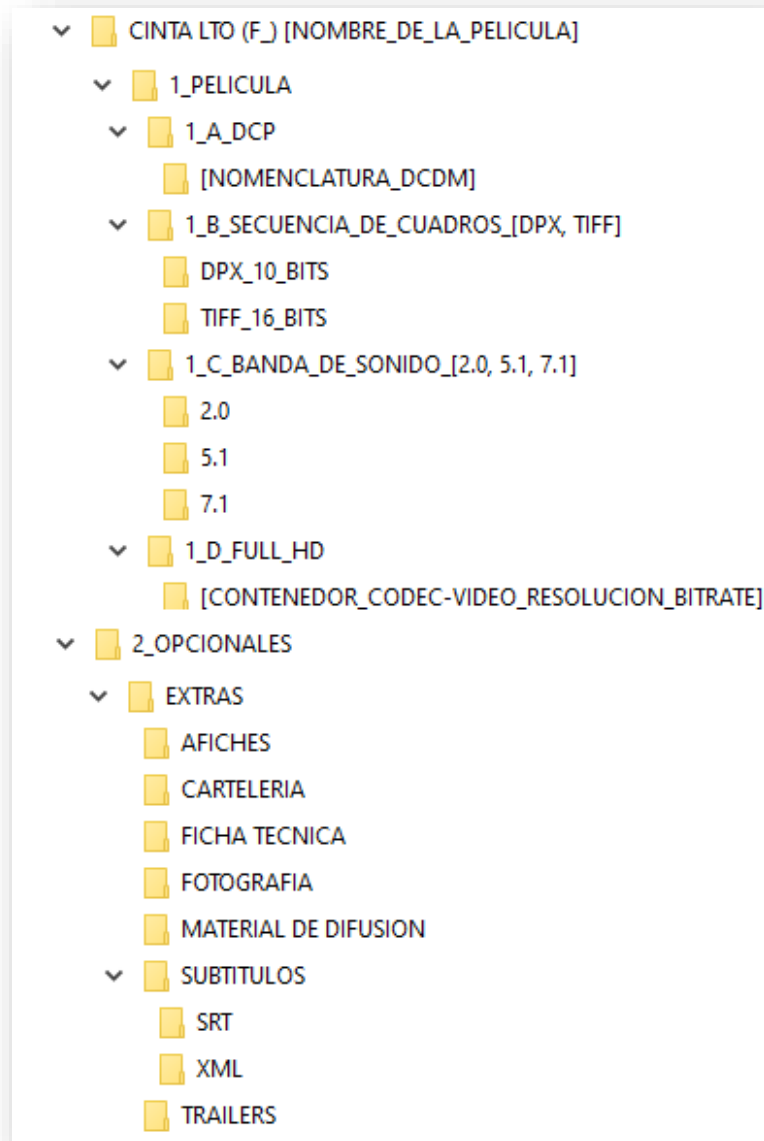 CINTA LTO (F_) [NOMBRE_DE_LA_PELICULA]
1_PELICULA
1_A_DCP
[NOMENCLATURA_DCDM]
1_B_SECUENCIA_DE_CUADROS_[DPX, TIFF]
DPX_10_BITS
TIFF_16_BITS
1_C_BANDA_DE_SONIDO_[2.0, 5.1, 7.1]
2.0
5.1
7.1
1_D_FULL_HD
[CONTENEDOR_CODEC-VIDEO_RESOLUCION_BITRATE]
2_OPCIONALES
EXTRAS
AFICHES
CARTELERIA
FICHA TECNICA
FOTOGRAFIA
MATERIAL DE DIFUSION
SUBTITULOS
SRT
XML
TRAILERS